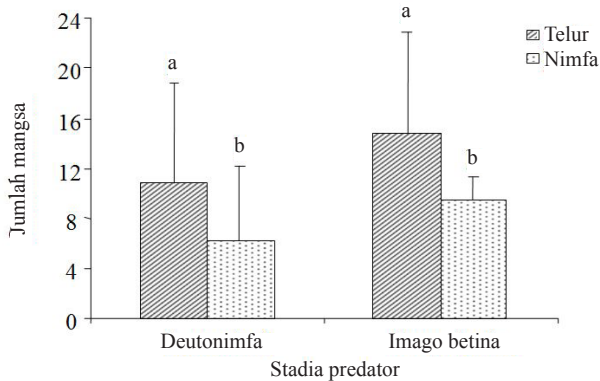 24
20
16
12
8
4
0
Jumlah mangsa
a
b
a
b
Telur
Nimfa
Deutonimfa
Imago betina
Stadia predator